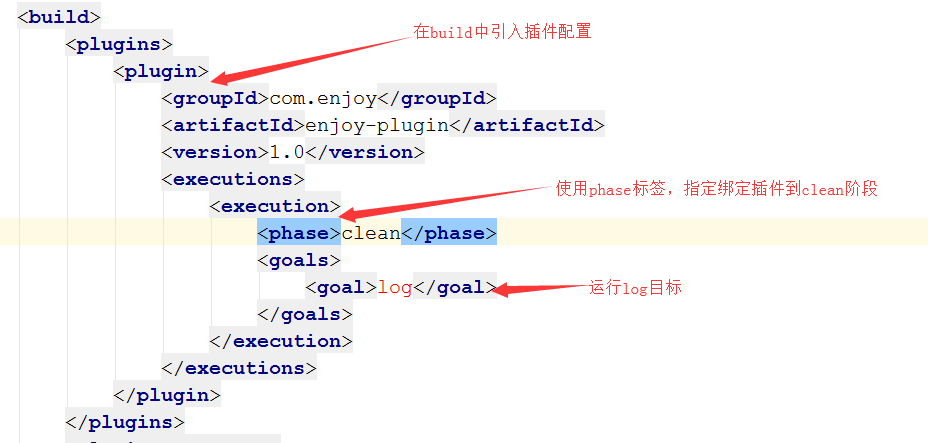 <build>
在build中引入插件配置
<plugins>
<plugin>
<groupId>com.enjoy</groupId>
<artifactId>enjoy-plugin</artifactId>
<version>1.0</version>
<executions>
使用phase标签，指定绑定插件到clean阶段
<execution>
<phase>clean</phase>
<goals>
<goal>log</goal>
运行log目标
</goals>
</execution>
</executions>
</plugin>
</plugins>